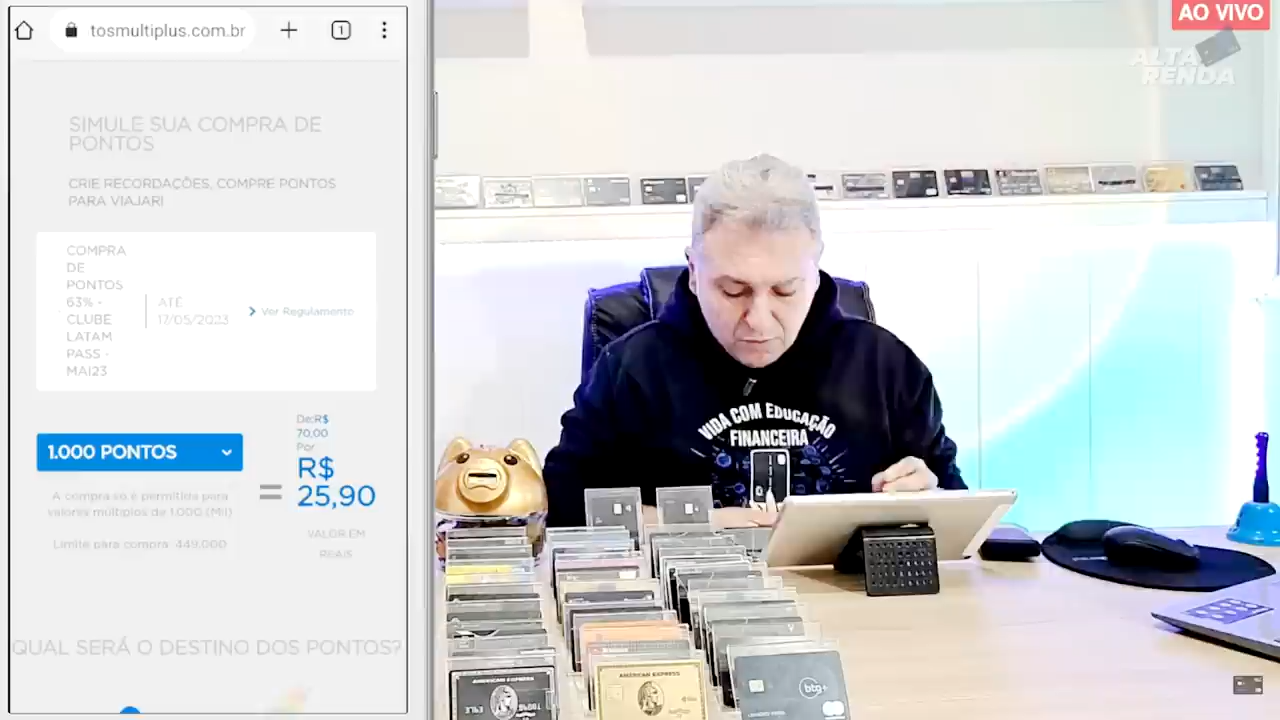 tosmultiplus.com.br
1
SIMULE SUA COMPRA DE
PONTOS
CRIE RECORDAÇÕES, COMPRE PONTOS
PARA VIAJAR!
COMPRA
DE
PONTOS
63% -
CLUBE
LATAM
PASS -
MAI23
ATÉ
17/05/2023
Ver Regulamento
1.000 PONTOS
A compra só é permitida para
valores múltiplos de 1.000 (Mil)
Limite para compra: 449.000
De:R$
70,00
Por
R$
25,90
VALOR EM
REAIS
QUAL SERÁ O DESTINO DOS PONTOS?
AO VIVO
ALTA
RENDA
VIDA COM EDUCAÇÃO
FINANCEIRA
AMERICAN EXPRESS
AMERICAN EXPRESS
btg+